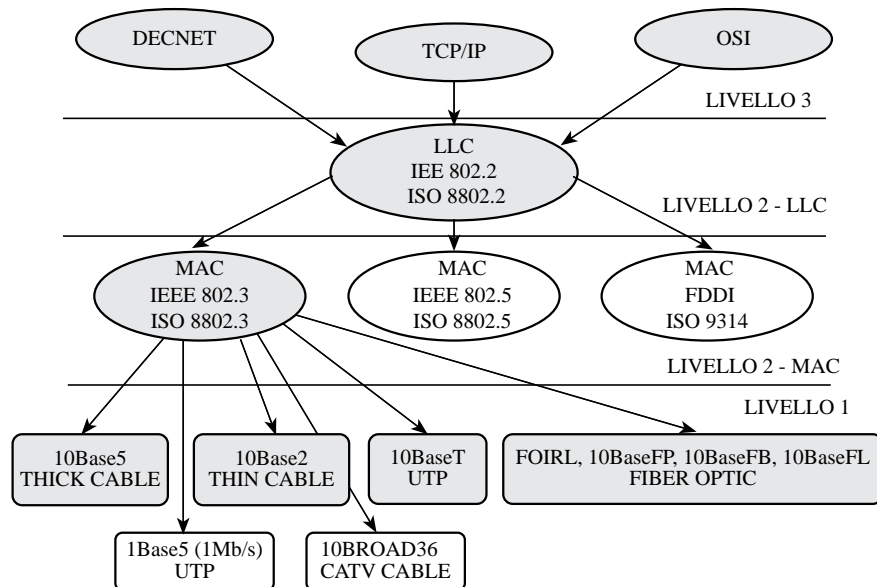 DECNET
TCP/IP
OSI
LIVELLO 3
LLC
IEE 802.2
ISO 8802.2
LIVELLO 2 - LLC
MAC
IEEE 802.3
ISO 8802.3
MAC
IEEE 802.5
ISO 8802.5
MAC
FDDI
ISO 9314
LIVELLO 2 - MAC
LIVELLO 1
10Base5
THICK CABLE
10Base2
THIN CABLE
10BaseT
UTP
FOIRL, 10BaseFP, 10BaseFB, 10BaseFL
FIBER OPTIC
1Base5 (1Mb/s)
UTP
10BROAD36
CATV CABLE